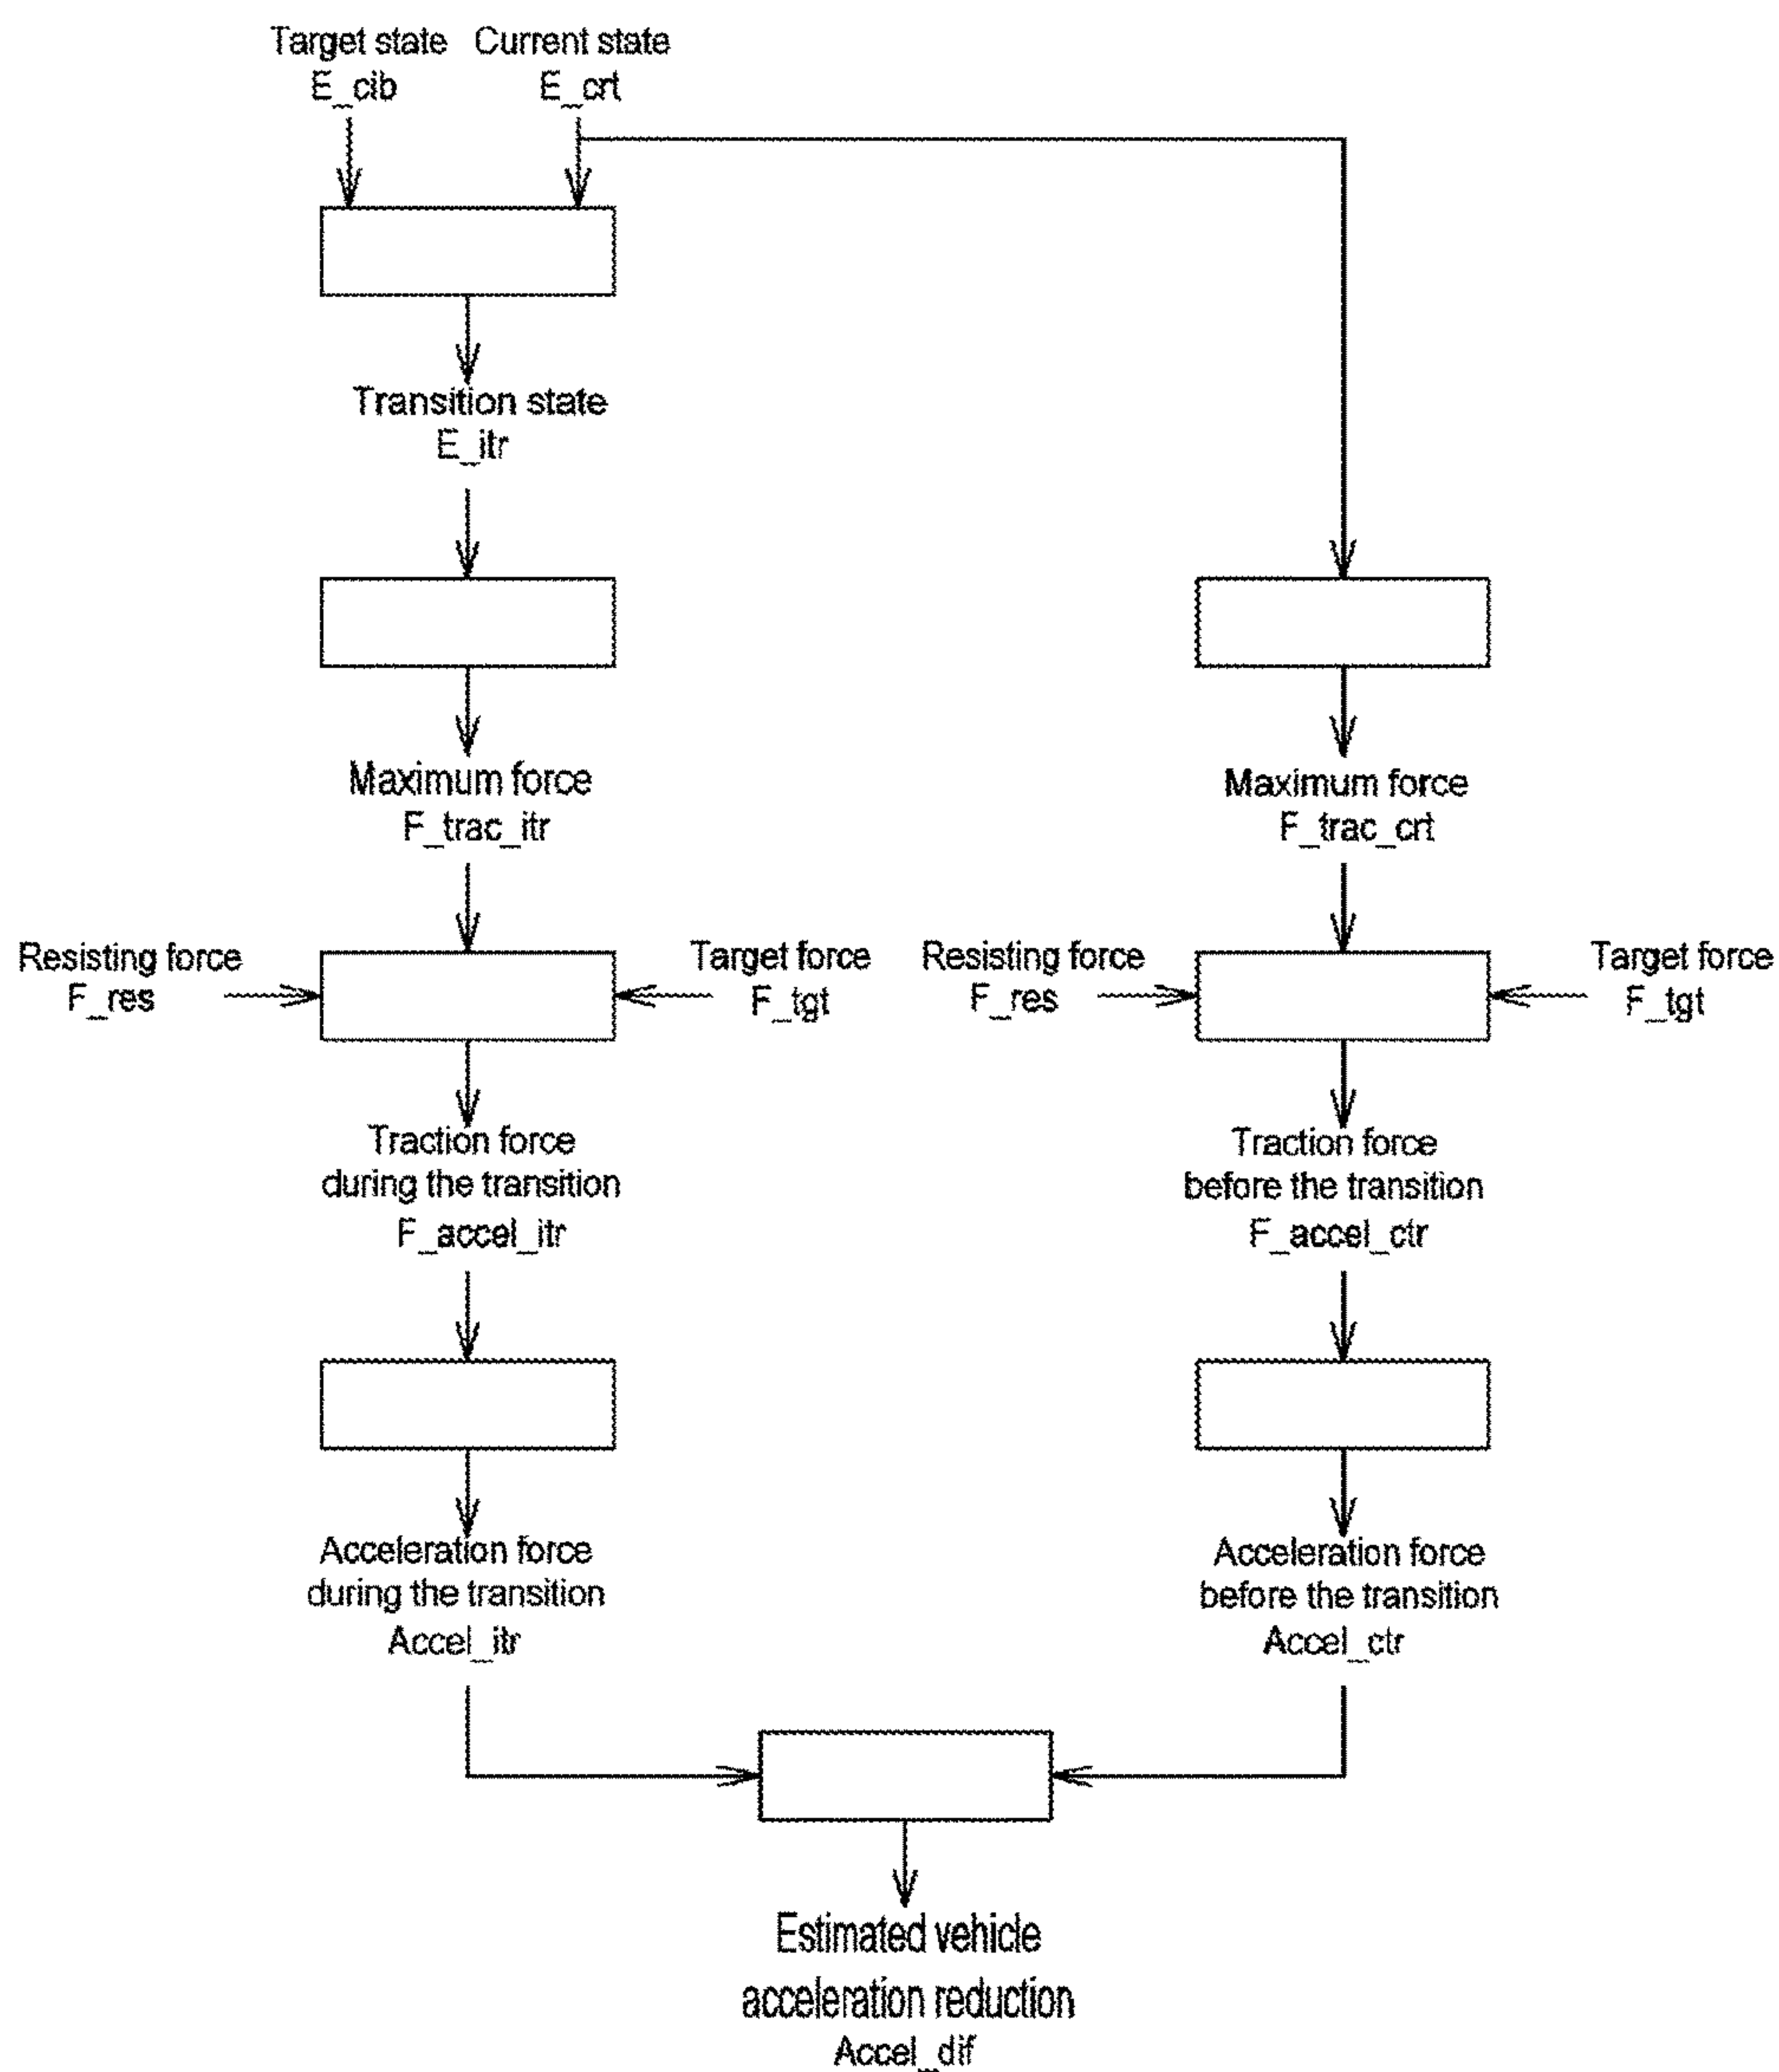 Target state
E_cib
Current state
E_crt
Transition state
E_itr
Maximum force
F_trac_itr
Maximum force
F_trac_crt
Resisting force
F_res
Target force
F_tgt
Resisting force
F_res
Target force
F_tgt
Traction force
during the transition
F_accel_itr
Traction force
before the transition
F_accel_ctr
Acceleration force
during the transition
Accel_itr
Acceleration force
before the transition
Accel_ctr
Estimated vehicle
acceleration reduction
Accel_dif